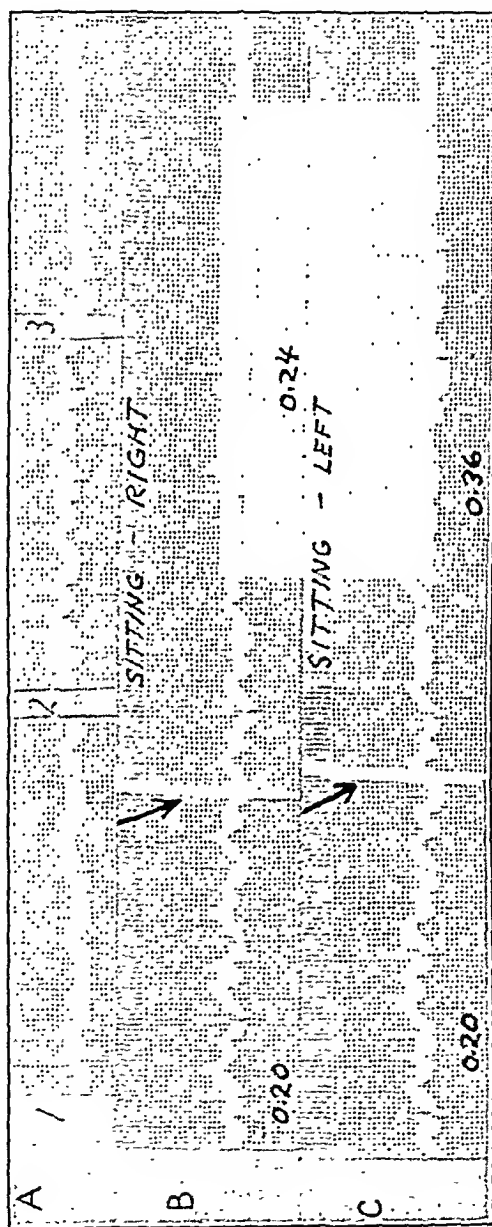 A
1 2 3
B
SITTING - RIGHT
0.20 0.24
C
SITTING - LEFT
0.20 0.36